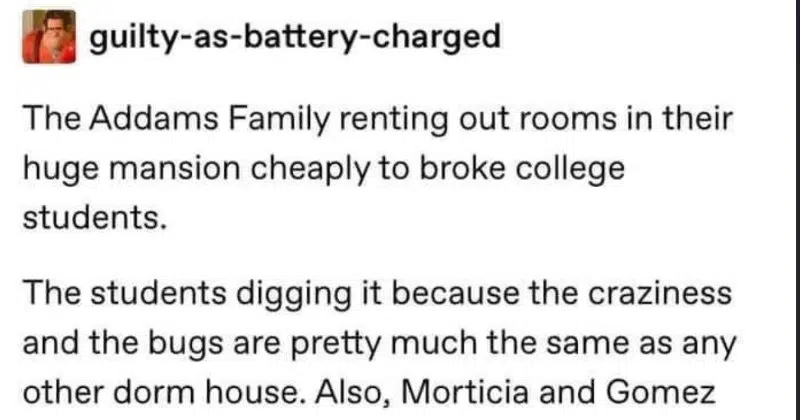 guilty-as-battery-charged
The Addams Family renting out rooms in their
huge mansion cheaply to broke college
students.
The students digging it because the craziness
and the bugs are pretty much the same as any
other dorm house. Also, Morticia and Gomez